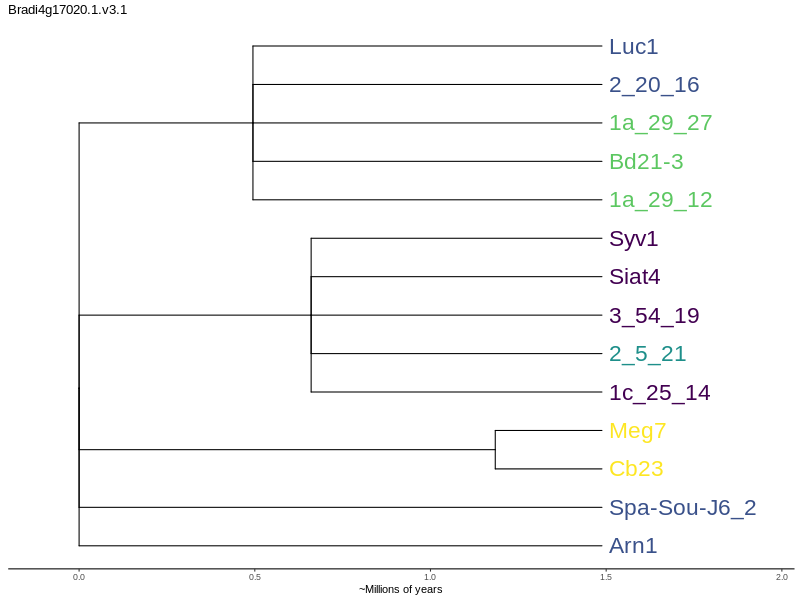 Bradi4g17020.1.v3.1
Luc1
2_20_16
1a_29_27
Bd21-3
1a_29_12
Syv1
Siat4
3_54_19
2_5_21
1c_25_14
Meg7
Cb23
Spa-Sou-J6_2
Arn1
0.0 0.5 1.0 1.5 2.0
~Millions of years